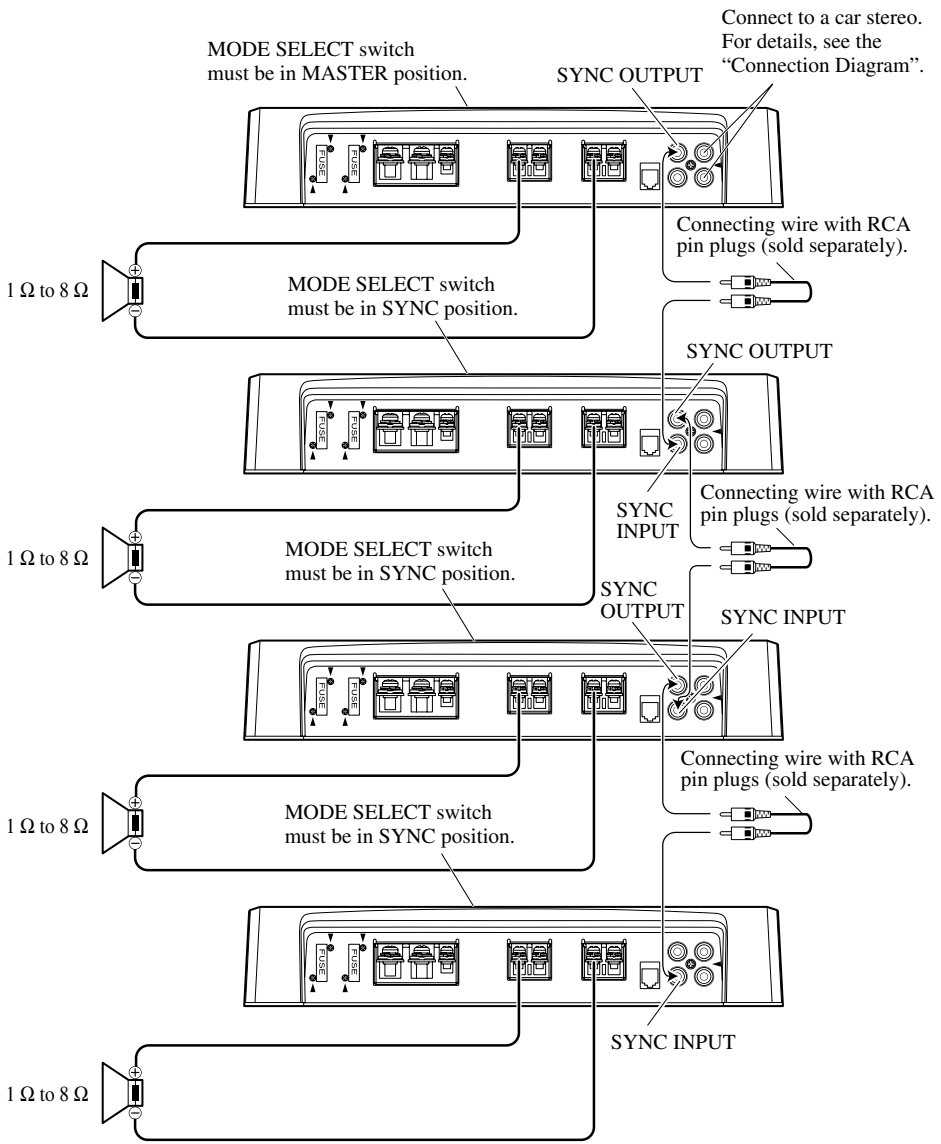 Connect to a car stereo.
For details, see the
“Connection Diagram”.
MODE SELECT switch
must be in MASTER position.
SYNC OUTPUT
FUSE
FUSE
Connecting wire with RCA
pin plugs (sold separately).
⊕
1 Ω to 8 Ω
⊖
MODE SELECT switch
must be in SYNC position.
SYNC OUTPUT
FUSE
FUSE
SYNC
INPUT
Connecting wire with RCA
pin plugs (sold separately).
⊕
1 Ω to 8 Ω
⊖
MODE SELECT switch
must be in SYNC position.
SYNC
OUTPUT
SYNC INPUT
FUSE
FUSE
Connecting wire with RCA
pin plugs (sold separately).
⊕
1 Ω to 8 Ω
⊖
MODE SELECT switch
must be in SYNC position.
FUSE
FUSE
SYNC INPUT
⊕
1 Ω to 8 Ω
⊖